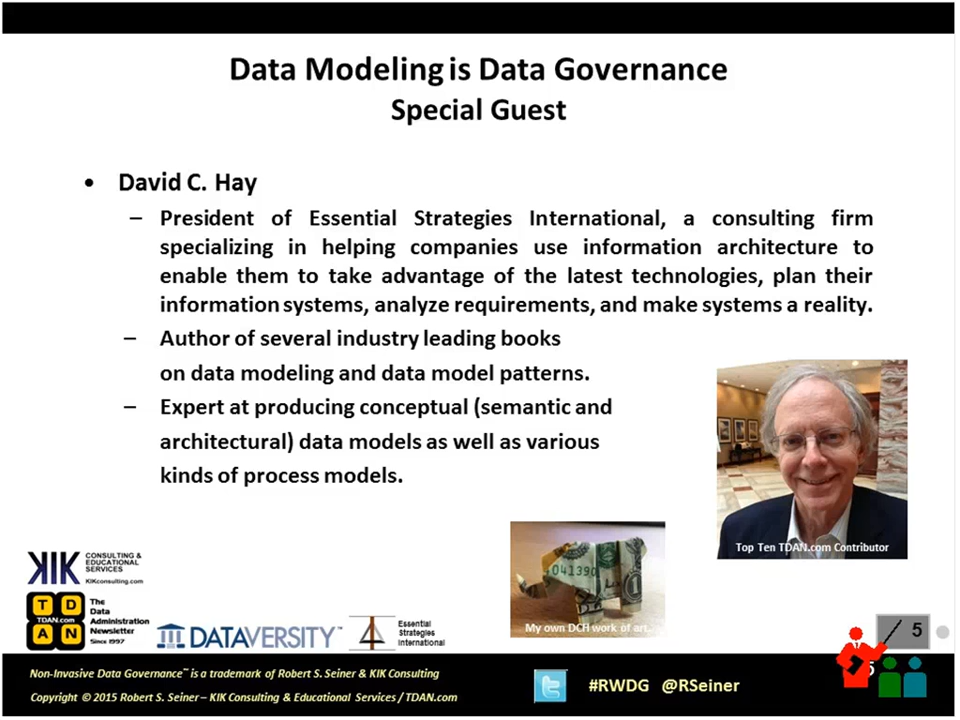 Data Modeling is Data Governance
Special Guest
• David C. Hay
– President of Essential Strategies International, a consulting firm
specializing in helping companies use information architecture to
enable them to take advantage of the latest technologies, plan their
information systems, analyze requirements, and make systems a reality.
– Author of several industry leading books
on data modeling and data model patterns.
– Expert at producing conceptual (semantic and
architectural) data models as well as various
kinds of process models.
Top Ten TDAN.com Contributor
041390
1
My own DCH work of art.
KIK
CONSULTING &
EDUCATIONAL
SERVICES
KIKconsulting.com
T D
TDAN.com
A N
The
Data
Administration
Newsletter
Since 1997
DATAVERSITY™
Essential
Strategies
International
5
5
Non-Invasive Data Governance™ is a trademark of Robert S. Seiner & KIK Consulting
Copyright © 2015 Robert S. Seiner – KIK Consulting & Educational Services / TDAN.com
#RWDG @RSeiner